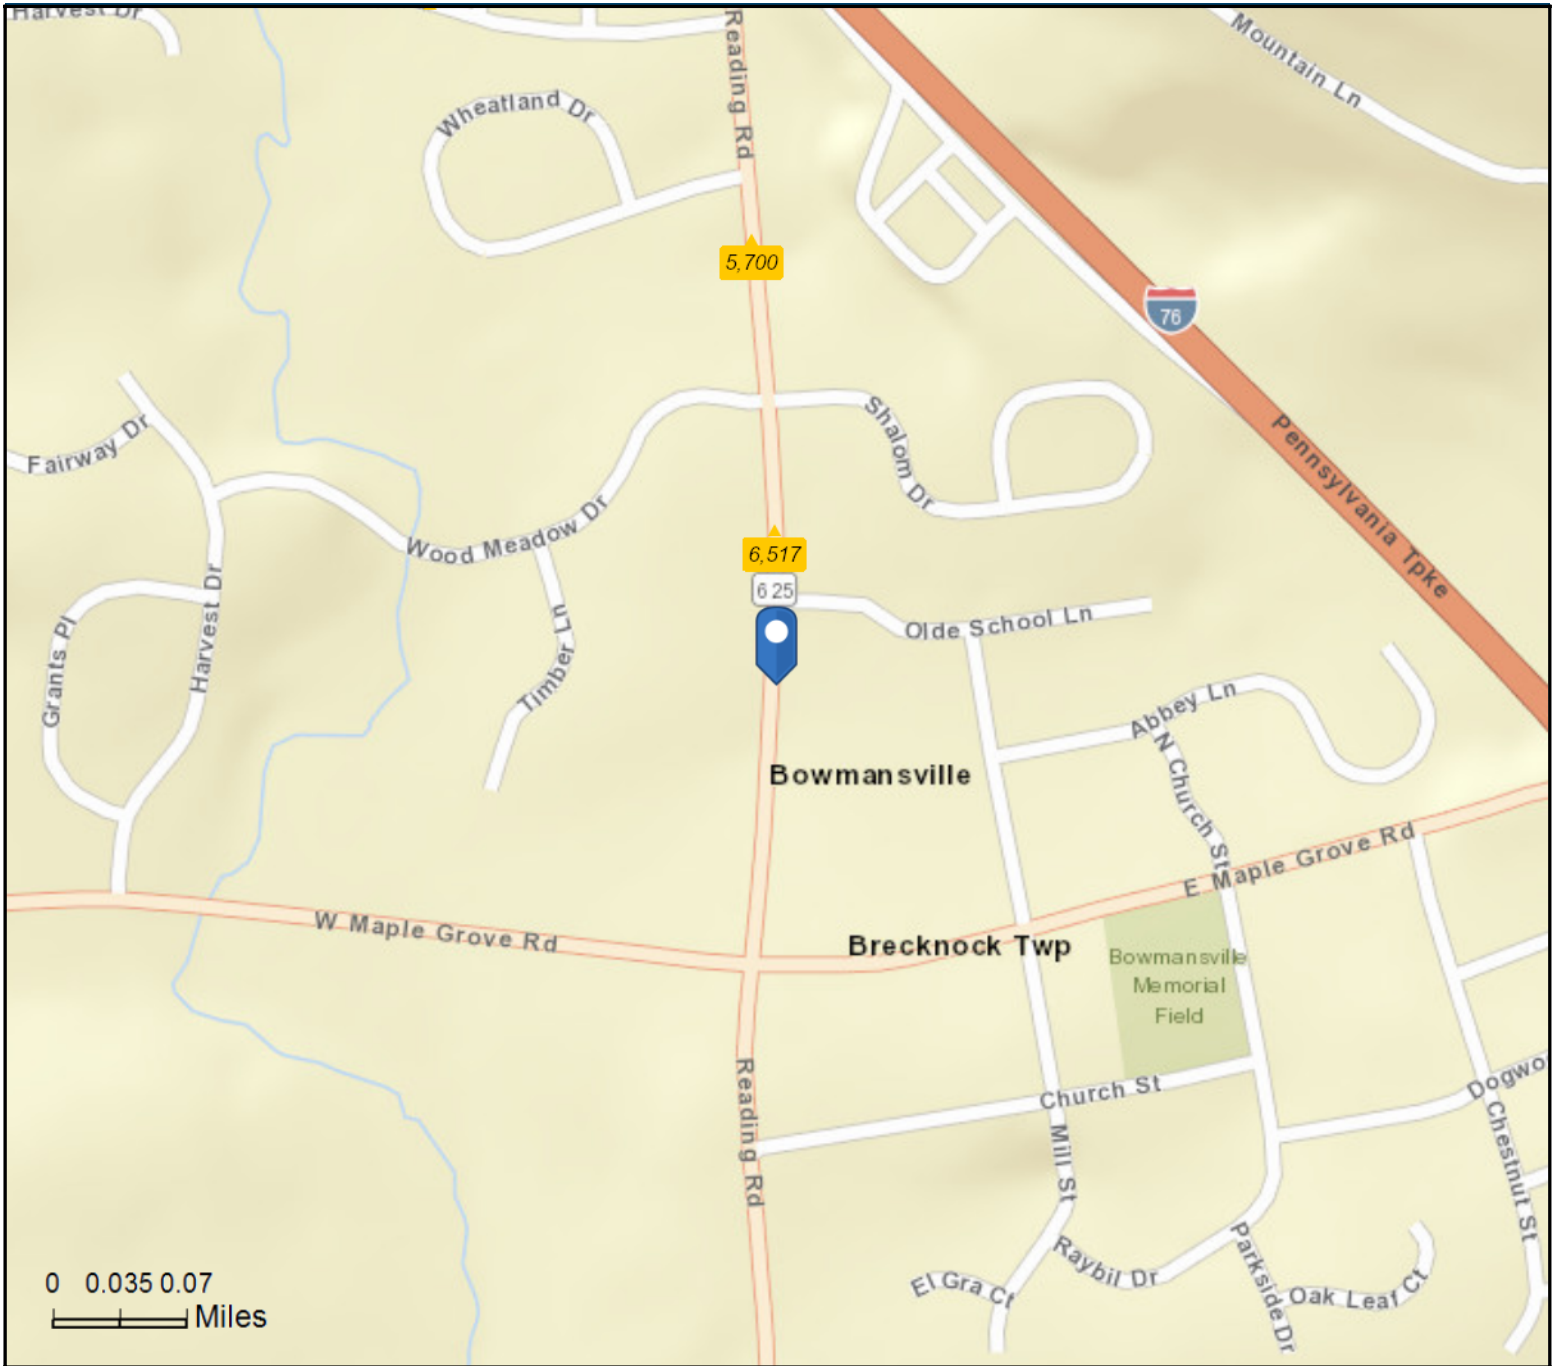 Harvest Dr
Reading Rd
Mountain Ln
Wheatland Dr
5,700
76
Fairway Dr
Shalom Dr
Pennsylvania Tpke
Wood Meadow Dr
6,517
6 25
Olde School Ln
Grants Pl
Harvest Dr
Timber Ln
Abbey Ln
N Church St
Bowmansville
E Maple Grove Rd
W Maple Grove Rd
Brecknock Twp
Bowmansville
Memorial
Field
Reading Rd
Church St
Mill St
Dogwo
Chestnut St
Raybil Dr
Parkside Dr
El Gra Ct
Oak Leaf Ct
0 0.035 0.07
Miles